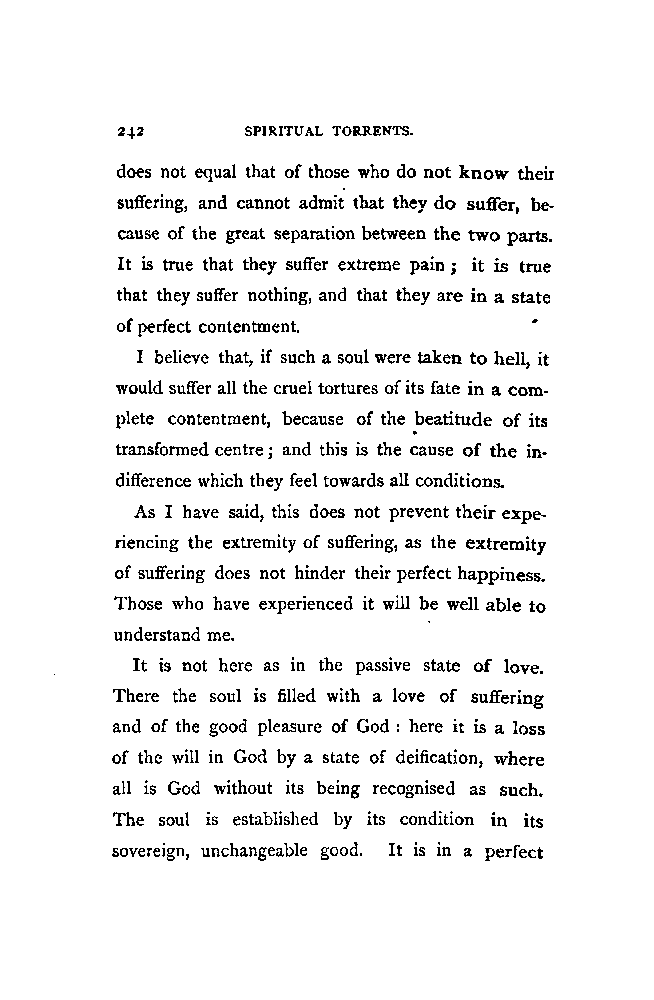 242 SPIRITUAL TORRENTS.
does not equal that of those who do not know their
suffering, and cannot admit that they do suffer, be-
cause of the great separation between the two parts.
It is true that they suffer extreme pain ; it is true
that they suffer nothing, and that they are in a state
of perfect contentment.
I believe that, if such a soul were taken to hell, it
would suffer all the cruel tortures of its fate in a com-
plete contentment, because of the beatitude of its
transformed centre ; and this is the cause of the in-
difference which they feel towards all conditions.
As I have said, this does not prevent their expe-
riencing the extremity of suffering, as the extremity
of suffering does not hinder their perfect happiness.
Those who have experienced it will be well able to
understand me.
It is not here as in the passive state of love.
There the soul is filled with a love of suffering
and of the good pleasure of God : here it is a loss
of the will in God by a state of deification, where
all is God without its being recognised as such.
The soul is established by its condition in its
sovereign, unchangeable good. It is in a perfect